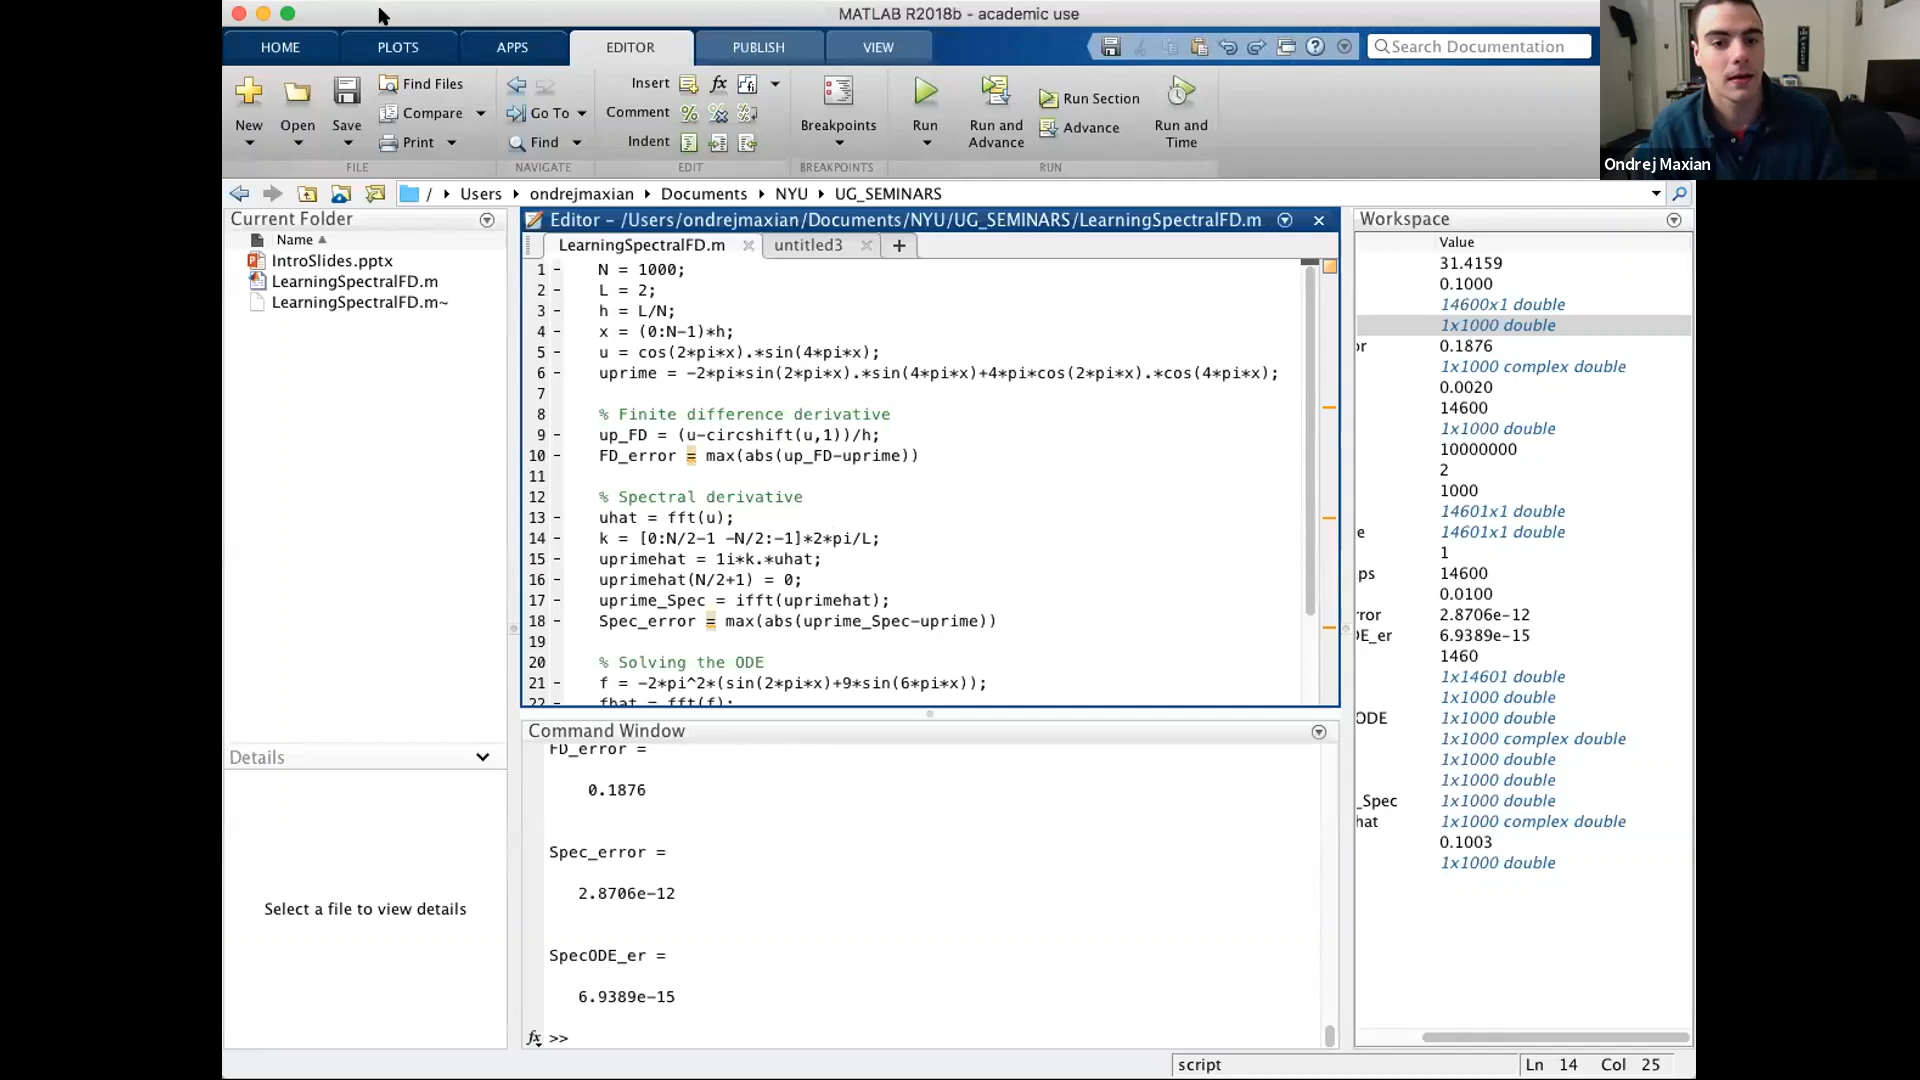 MATLAB R2018b - academic use
HOME
PLOTS
APPS
EDITOR
PUBLISH
VIEW
Search Documentation
New
Open
Save
Find Files
Compare
Print
FILE
Go To
Find
NAVIGATE
Insert
fx
Comment
Indent
EDIT
Breakpoints
BREAKPOINTS
Run
Run and Advance
Run Section
Advance
Run and Time
RUN
Ondrej Maxian
/ Users ondrejmaxian Documents NYU UG_SEMINARS
Current Folder
Name
IntroSlides.pptx
LearningSpectralFD.m
LearningSpectralFD.m~
Details
Select a file to view details
Editor - /Users/ondrejmaxian/Documents/NYU/UG_SEMINARS/LearningSpectralFD.m
LearningSpectralFD.m
untitled3
1 - N = 1000;
2 - L = 2;
3 - h = L/N;
4 - x = (0:N-1)*h;
5 - u = cos(2*pi*x).*sin(4*pi*x);
6 - uprime = -2*pi*sin(2*pi*x).*sin(4*pi*x)+4*pi*cos(2*pi*x).*cos(4*pi*x);
7
8 % Finite difference derivative
9 - up_FD = (u-circshift(u,1))/h;
10 - FD_error = max(abs(up_FD-uprime))
11
12 % Spectral derivative
13 - uhat = fft(u);
14 - k = [0:N/2-1 -N/2:-1]*2*pi/L;
15 - uprimehat = 1i*k.*uhat;
16 - uprimehat(N/2+1) = 0;
17 - uprime_Spec = ifft(uprimehat);
18 - Spec_error = max(abs(uprime_Spec-uprime))
19
20 % Solving the ODE
21 - f = -2*pi^2*(sin(2*pi*x)+9*sin(6*pi*x));
22 - fhat = fft(f);
Command Window
FD_error =
0.1876
Spec_error =
2.8706e-12
SpecODE_er =
6.9389e-15
fx >>
Workspace
Value
31.4159
0.1000
14600x1 double
1x1000 double
or 0.1876
1x1000 complex double
0.0020
14600
1x1000 double
10000000
2
1000
14601x1 double
14601x1 double
e
1
ps 14600
0.0100
rror 2.8706e-12
E_er 6.9389e-15
1460
1x14601 double
1x1000 double
ODE 1x1000 double
1x1000 complex double
1x1000 double
1x1000 double
_Spec 1x1000 double
hat 1x1000 complex double
0.1003
1x1000 double
script
Ln 14 Col 25